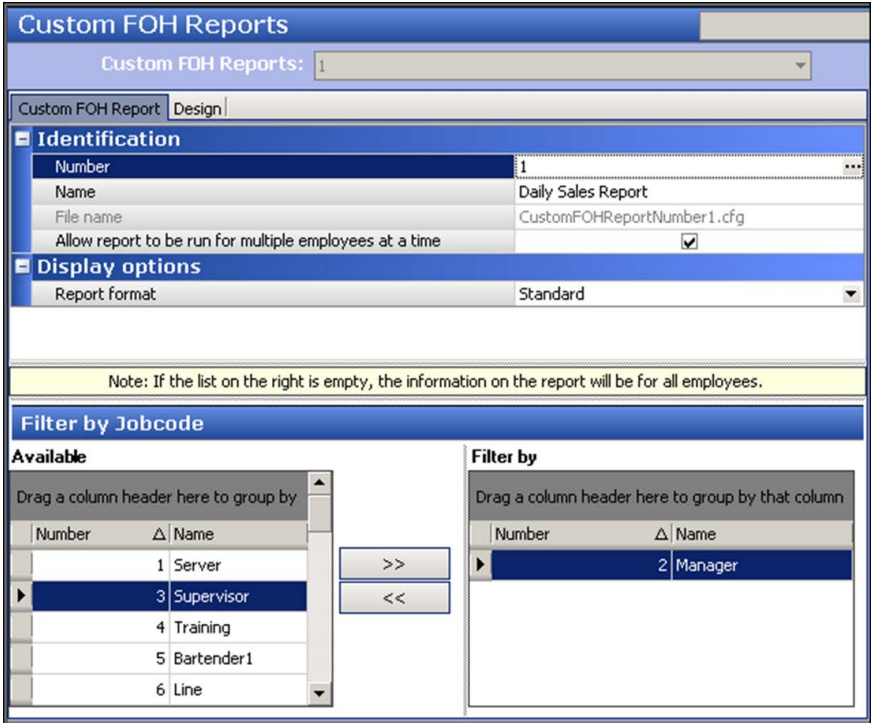 Custom FOH Reports
Custom FOH Reports: 1
Custom FOH Report Design
Identification
Number 1 ...
Name Daily Sales Report
File name CustomFOHReportNumber1.cfg
Allow report to be run for multiple employees at a time
Display options
Report format Standard
Note: If the list on the right is empty, the information on the report will be for all employees.
Filter by Jobcode
Available
Drag a column header here to group by
Number Name
1 Server
3 Supervisor
4 Training
5 Bartender1
6 Line
>>
<<
Filter by
Drag a column header here to group by that column
Number Name
2 Manager